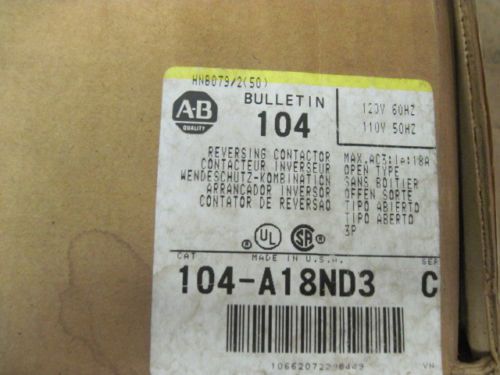 HN8079/2(50)
A-B
QUALITY
BULLETIN
104
120V 60HZ
110V 50HZ
REVERSING CONTACTOR
CONTACTEUR INVERSEUR
WENDESCHUTZ-KOMBINATION
ARRANCADOR INVERSOR
CONTATOR DE REVERSAO
MAX.AC3:Ie:18A
OPEN TYPE
SANS BOITIER
OFFEN SORTE
TIPO ABIERTO
TIPO ABERTO
3P
UL
SA
CAT
MADE IN U.S.A.
SER
104-A18ND3
C